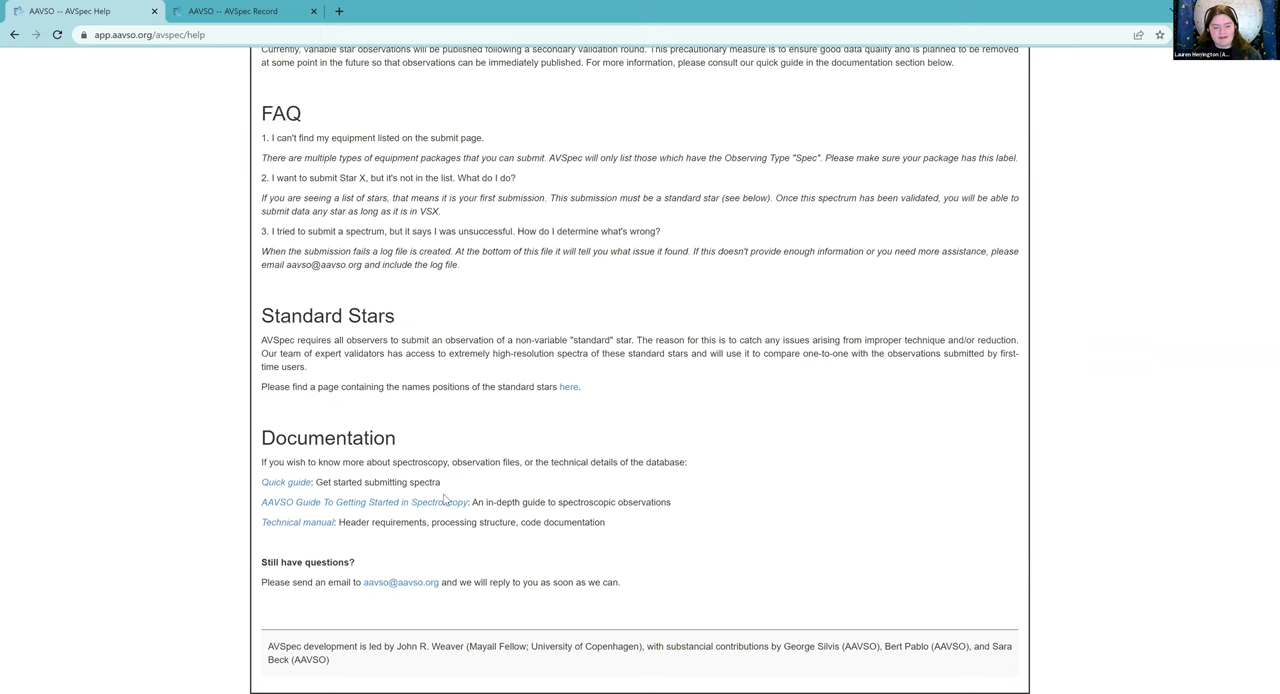 AAVSO -- AVSpec Help
AAVSO -- AVSpec Record
app.aavso.org/avspec/help
Lauren Herrington (A...
Currently, variable star observations will be published following a secondary validation round. This precautionary measure is to ensure good data quality and is planned to be removed
at some point in the future so that observations can be immediately published. For more information, please consult our quick guide in the documentation section below.
FAQ
1. I can't find my equipment listed on the submit page.
There are multiple types of equipment packages that you can submit. AVSpec will only list those which have the Observing Type "Spec". Please make sure your package has this label.
2. I want to submit Star X, but it's not in the list. What do I do?
If you are seeing a list of stars, that means it is your first submission. This submission must be a standard star (see below). Once this spectrum has been validated, you will be able to
submit data any star as long as it is in VSX.
3. I tried to submit a spectrum, but it says I was unsuccessful. How do I determine what's wrong?
When the submission fails a log file is created. At the bottom of this file it will tell you what issue it found. If this doesn't provide enough information or you need more assistance, please
email aavso@aavso.org and include the log file.
Standard Stars
AVSpec requires all observers to submit an observation of a non-variable "standard" star. The reason for this is to catch any issues arising from improper technique and/or reduction.
Our team of expert validators has access to extremely high-resolution spectra of these standard stars and will use it to compare one-to-one with the observations submitted by first-
time users.
Please find a page containing the names positions of the standard stars here.
Documentation
If you wish to know more about spectroscopy, observation files, or the technical details of the database:
Quick guide: Get started submitting spectra
AAVSO Guide To Getting Started in Spectroscopy: An in-depth guide to spectroscopic observations
Technical manual: Header requirements, processing structure, code documentation
Still have questions?
Please send an email to aavso@aavso.org and we will reply to you as soon as we can.
AVSpec development is led by John R. Weaver (Mayall Fellow; University of Copenhagen), with substancial contributions by George Silvis (AAVSO), Bert Pablo (AAVSO), and Sara
Beck (AAVSO)